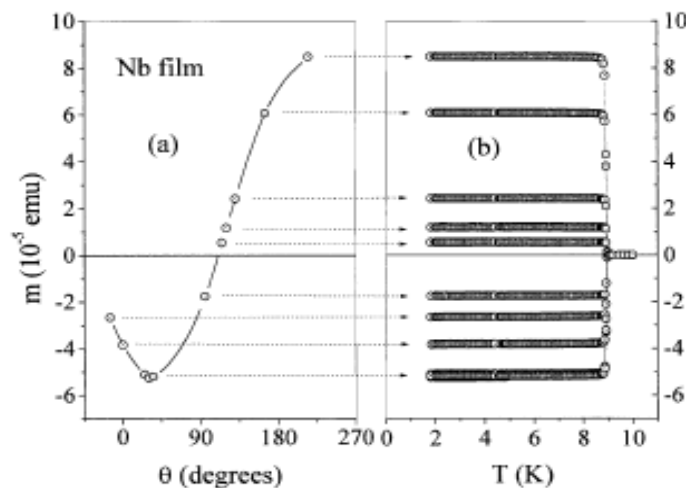 10 10
8 8
Nb film
6 6
(a) (b)
4 4
2 2
0 0
-2 -2
-4 -4
-6 -6
m (10⁻⁵ emu)
0 90 180 270 0 2 4 6 8 10
θ (degrees) T (K)